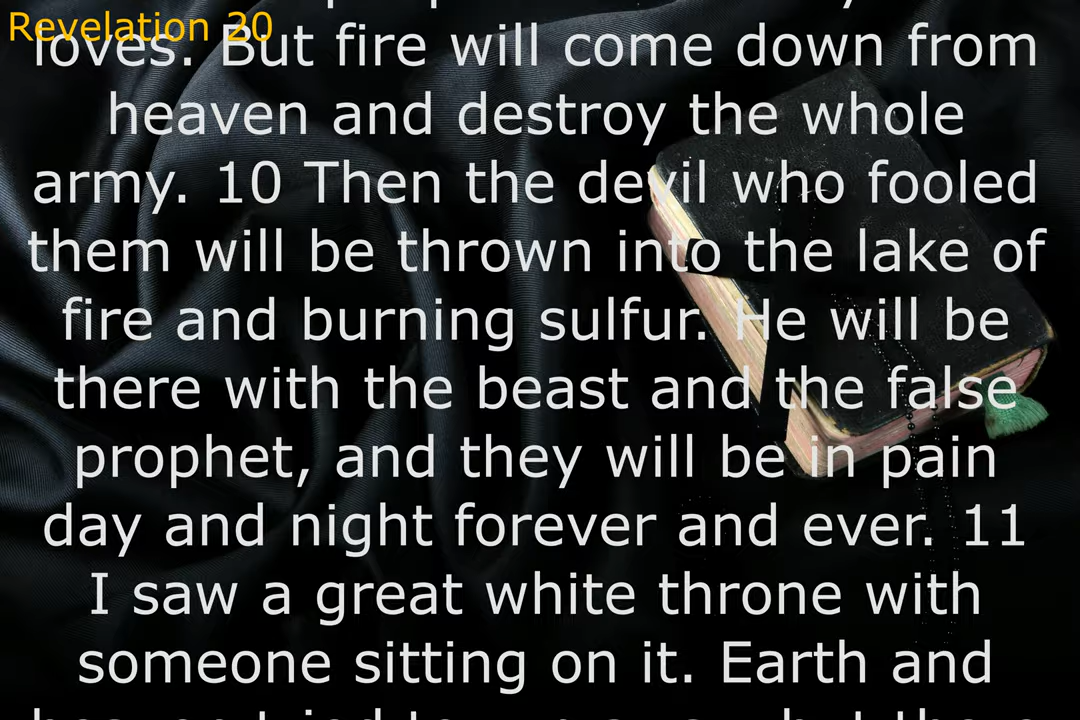 Revelation 20
loves. But fire will come down from
heaven and destroy the whole
army. 10 Then the devil who fooled
them will be thrown into the lake of
fire and burning sulfur. He will be
there with the beast and the false
prophet, and they will be in pain
day and night forever and ever. 11
I saw a great white throne with
someone sitting on it. Earth and